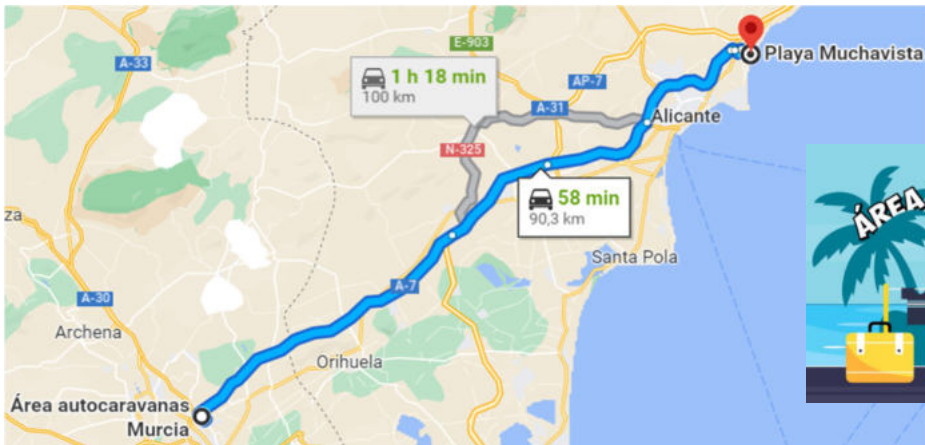 E-903
Playa Muchavista
A-33
1 h 18 min
100 km
AP-7
A-31
Alicante
N-325
58 min
90,3 km
ÁREA
za
Santa Pola
A-7
A-30
Archena
Orihuela
Área autocaravanas
Murcia